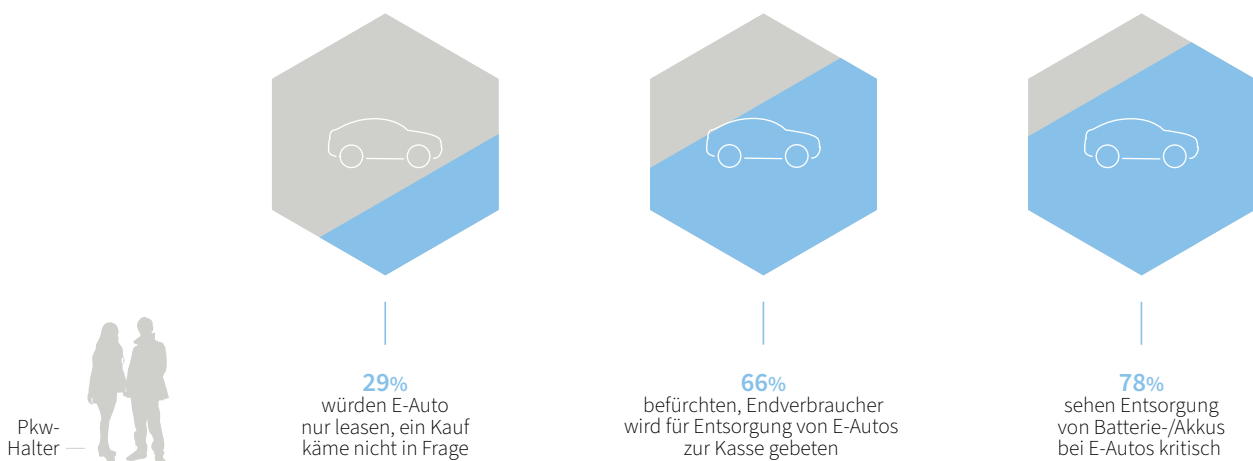 29%
würden E-Auto
nur leasen, ein Kauf
käme nicht in Frage
66%
befürchten, Endverbraucher
wird für Entsorgung von E-Autos
zur Kasse gebeten
78%
sehen Entsorgung
von Batterie-/Akkus
bei E-Autos kritisch
Pkw-
Halter